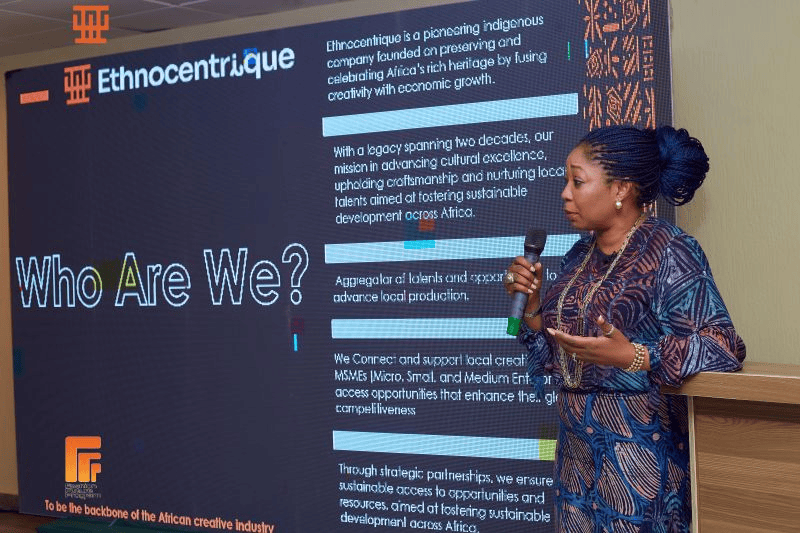 Ethnocentrique
Who Are We?
Ethnocentrique is a pioneering indigenous
company founded on preserving and
celebrating Africa's rich heritage by fusing
creativity with economic growth.
With a legacy spanning two decades, our
mission in advancing cultural excellence,
upholding craftsmanship and nurturing local
talents aimed at fostering sustainable
development across Africa.
Aggregator of talents and to
advance local production.
We Connect and support local
MSMEs (Micro, Small, and Medium
access opportunities that enhance
competitiveness
Through strategic partnerships, we ensure
sustainable access to opportunities and
resources, aimed at fostering sustainable
development across Africa.
To be the backbone of the African creative industry